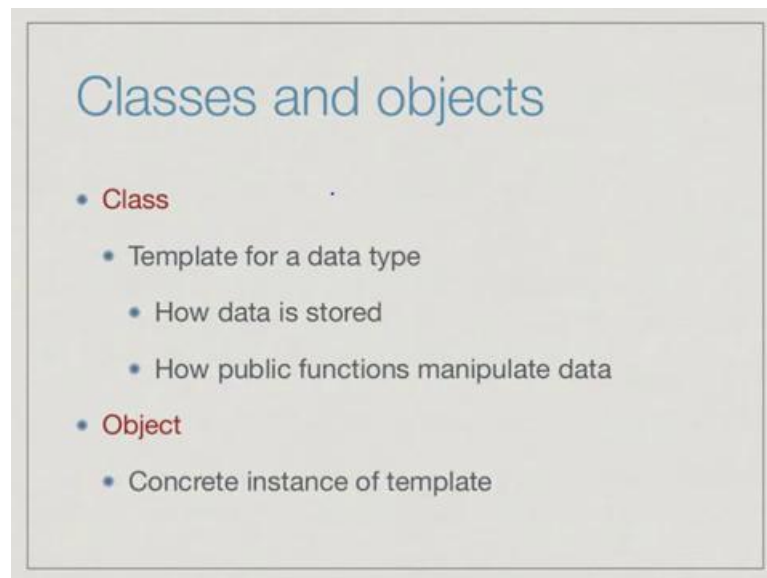 Classes and objects
Class
Template for a data type
How data is stored
How public functions manipulate data
Object
Concrete instance of template